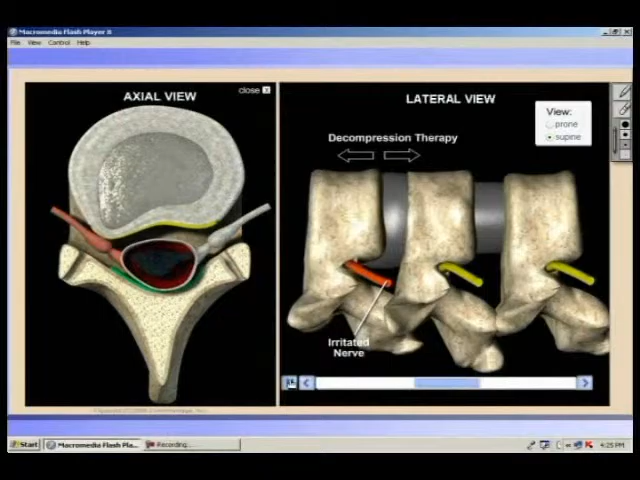 Macromedia Flash Player 8
File View Control Help
AXIAL VIEW
close x
LATERAL VIEW
View:
prone
supine
Decompression Therapy
Irritated
Nerve
Start
Macromedia Flash Pla...
Recording...
4:25 PM